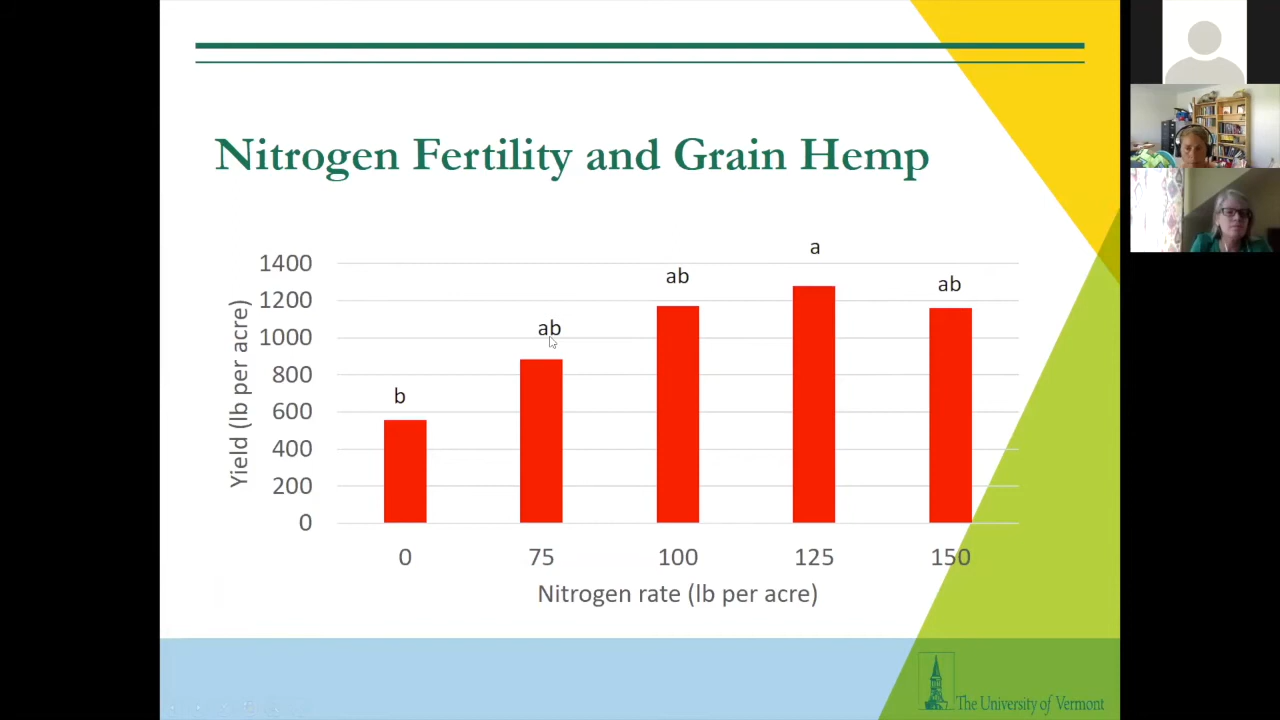 Nitrogen Fertility and Grain Hemp
Yield (lb per acre)
1400
1200
1000
800
600
400
200
0
b
ab
ab
a
ab
0 75 100 125 150
Nitrogen rate (lb per acre)
The University of Vermont